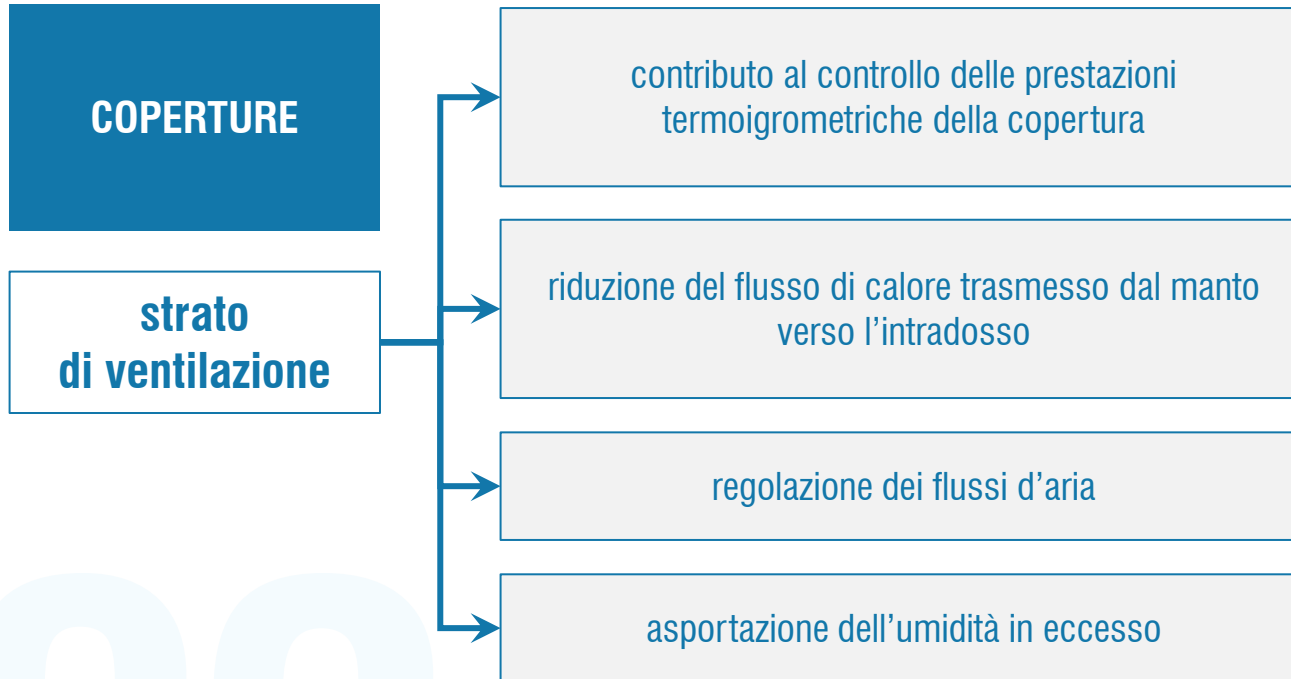 COPERTURE
strato
di ventilazione
contributo al controllo delle prestazioni
termoigrometriche della copertura
riduzione del flusso di calore trasmesso dal manto
verso l’intradosso
regolazione dei flussi d’aria
asportazione dell’umidità in eccesso